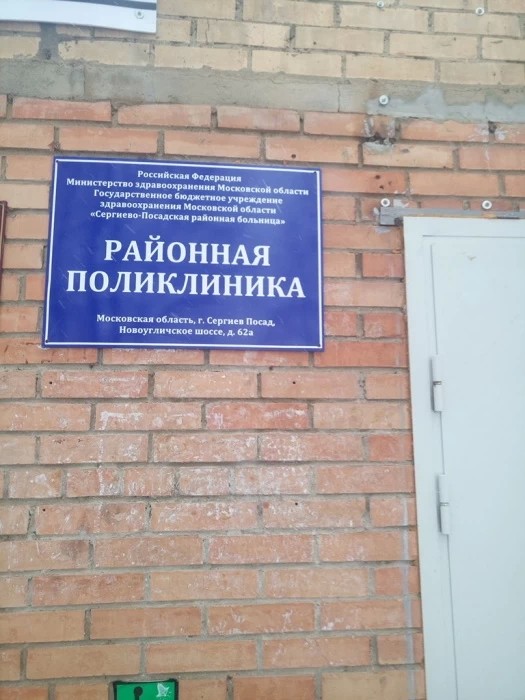 Российская Федерация
Министерство здравоохранения Московской области
Государственное бюджетное учреждение
здравоохранения Московской области
«Сергиево-Посадская районная больница»
РАЙОННАЯ
ПОЛИКЛИНИКА
Московская область, г. Сергиев Посад,
Новоугличское шоссе, д. 62а